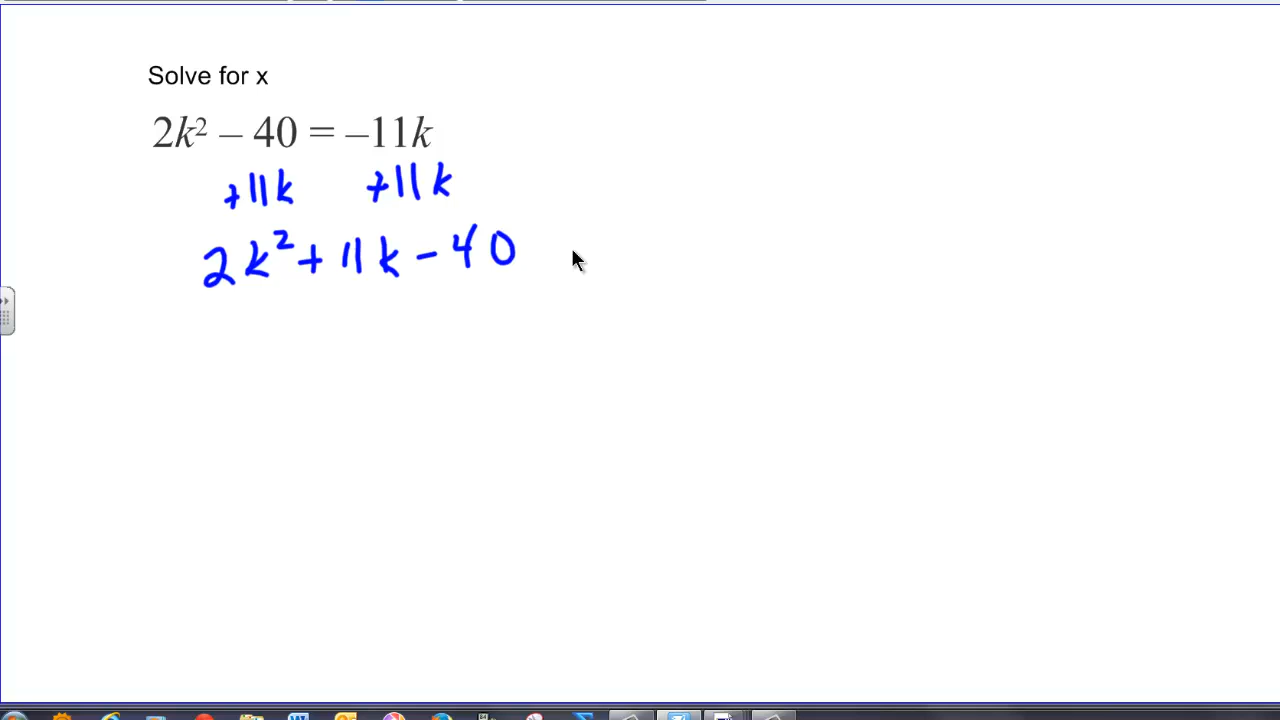 Solve for x
2k² – 40 = –11k
+11k +11k
2k² + 11k - 40